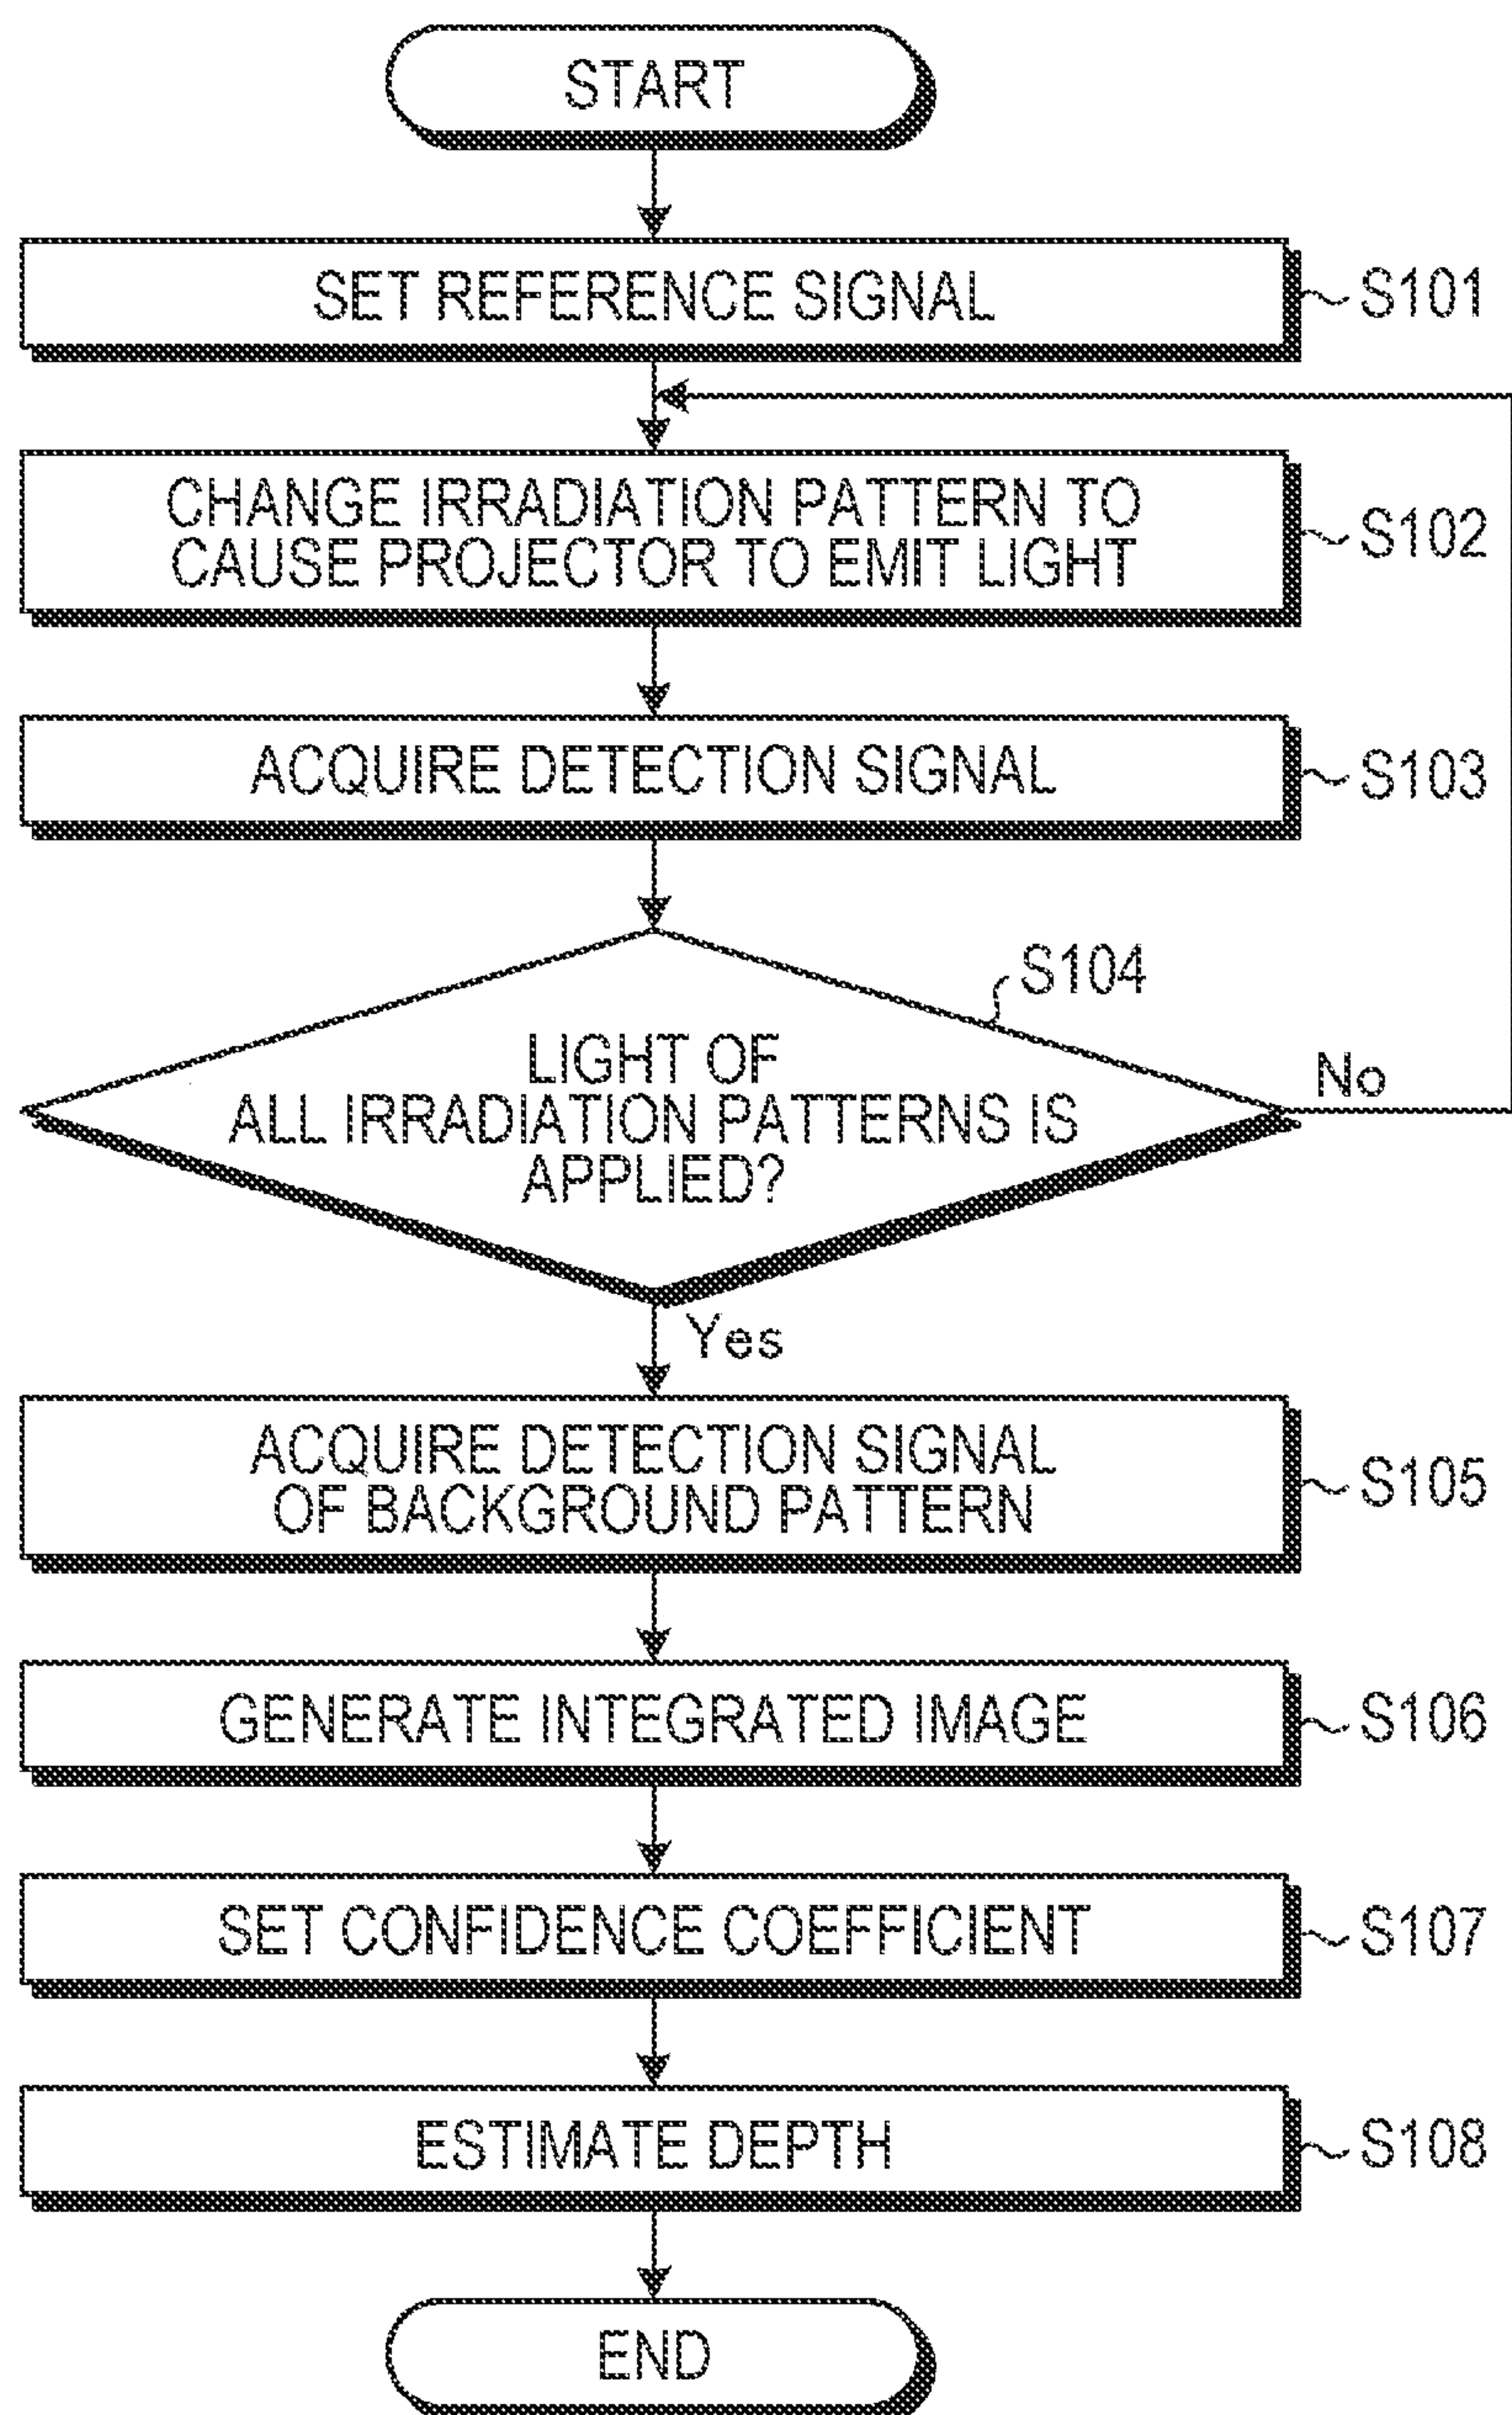 START
SET REFERENCE SIGNAL
S101
CHANGE IRRADIATION PATTERN TO
CAUSE PROJECTOR TO EMIT LIGHT
S102
ACQUIRE DETECTION SIGNAL
S103
S104
LIGHT OF
ALL IRRADIATION PATTERNS IS
APPLIED?
No
Yes
ACQUIRE DETECTION SIGNAL
OF BACKGROUND PATTERN
S105
GENERATE INTEGRATED IMAGE
S106
SET CONFIDENCE COEFFICIENT
S107
ESTIMATE DEPTH
S108
END